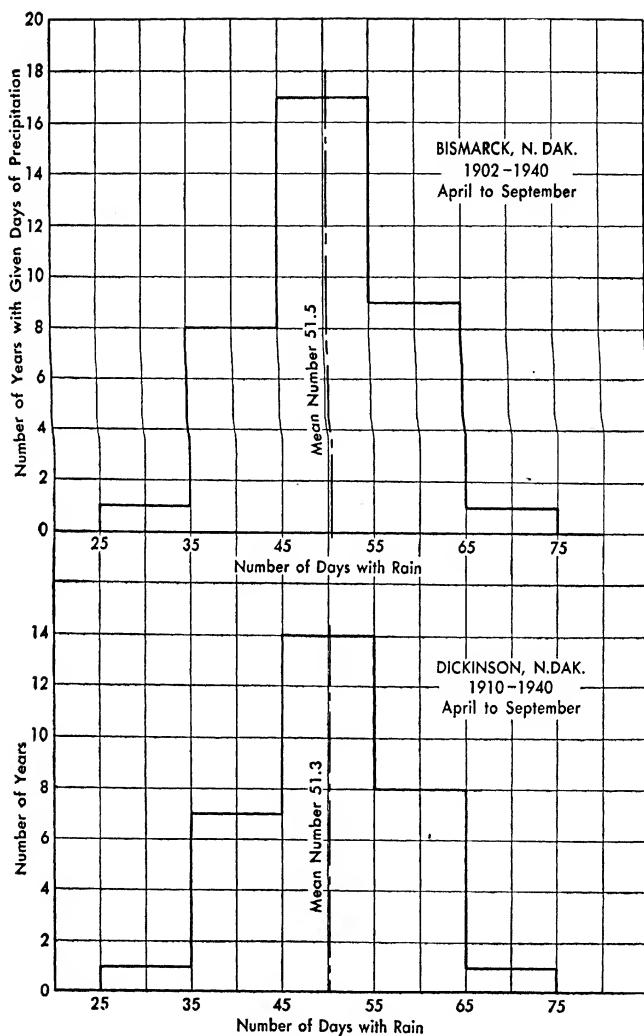 20
18
16
14
12
10
8
6
4
2
0
Number of Years with Given Days of Precipitation
BISMARCK, N. DAK.
1902-1940
April to September
Mean Number 51.5
25 35 45 55 65 75
Number of Days with Rain
14
12
10
8
6
4
2
0
Number of Years
DICKINSON, N.DAK.
1910-1940
April to September
Mean Number 51.3
25 35 45 55 65 75
Number of Days with Rain